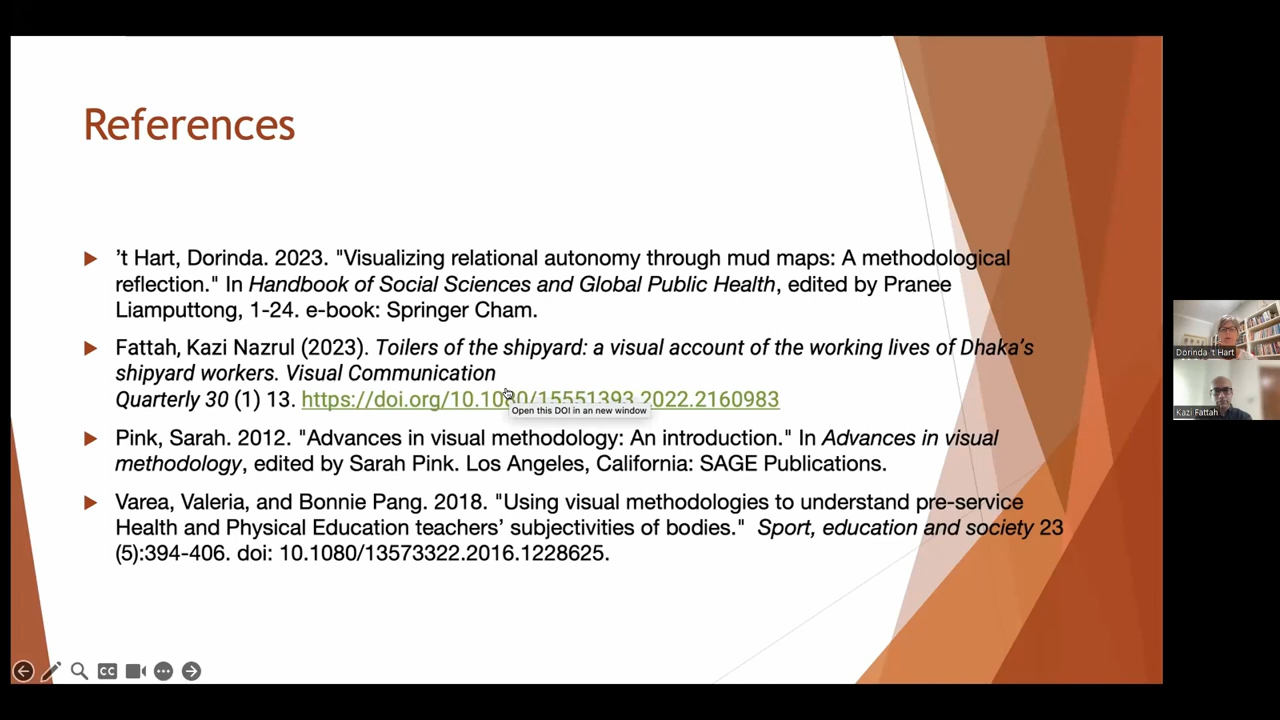 References
’t Hart, Dorinda. 2023. "Visualizing relational autonomy through mud maps: A methodological
reflection." In Handbook of Social Sciences and Global Public Health, edited by Pranee
Liamputtong, 1-24. e-book: Springer Cham.
Fattah, Kazi Nazrul (2023). Toilers of the shipyard: a visual account of the working lives of Dhaka’s
shipyard workers. Visual Communication
Quarterly 30 (1) 13. https://doi.org/10.1080/15551393.2022.2160983
Open this DOI in an new window
Pink, Sarah. 2012. "Advances in visual methodology: An introduction." In Advances in visual
methodology, edited by Sarah Pink. Los Angeles, California: SAGE Publications.
Varea, Valeria, and Bonnie Pang. 2018. "Using visual methodologies to understand pre-service
Health and Physical Education teachers’ subjectivities of bodies." Sport, education and society 23
(5):394-406. doi: 10.1080/13573322.2016.1228625.
CC
Dorinda 't Hart
Kazi Fattah